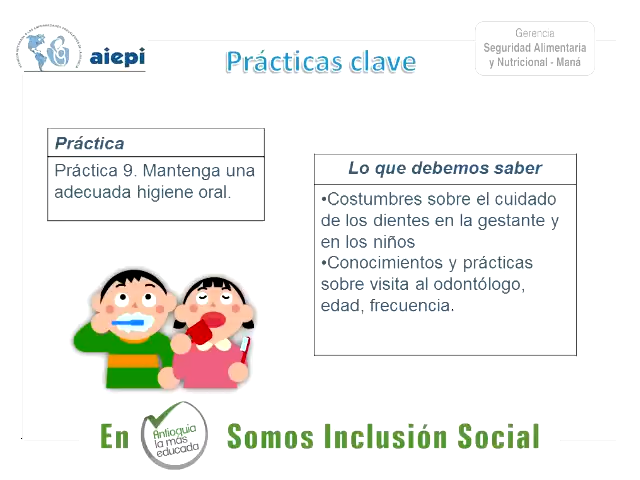 aiepi
Prácticas clave
Gerencia
Seguridad Alimentaria
y Nutricional - Maná
Práctica
Práctica 9. Mantenga una
adecuada higiene oral.
Lo que debemos saber
•Costumbres sobre el cuidado
de los dientes en la gestante y
en los niños
•Conocimientos y prácticas
sobre visita al odontólogo,
edad, frecuencia.
En
Antioquia
la más
educada
Somos Inclusión Social